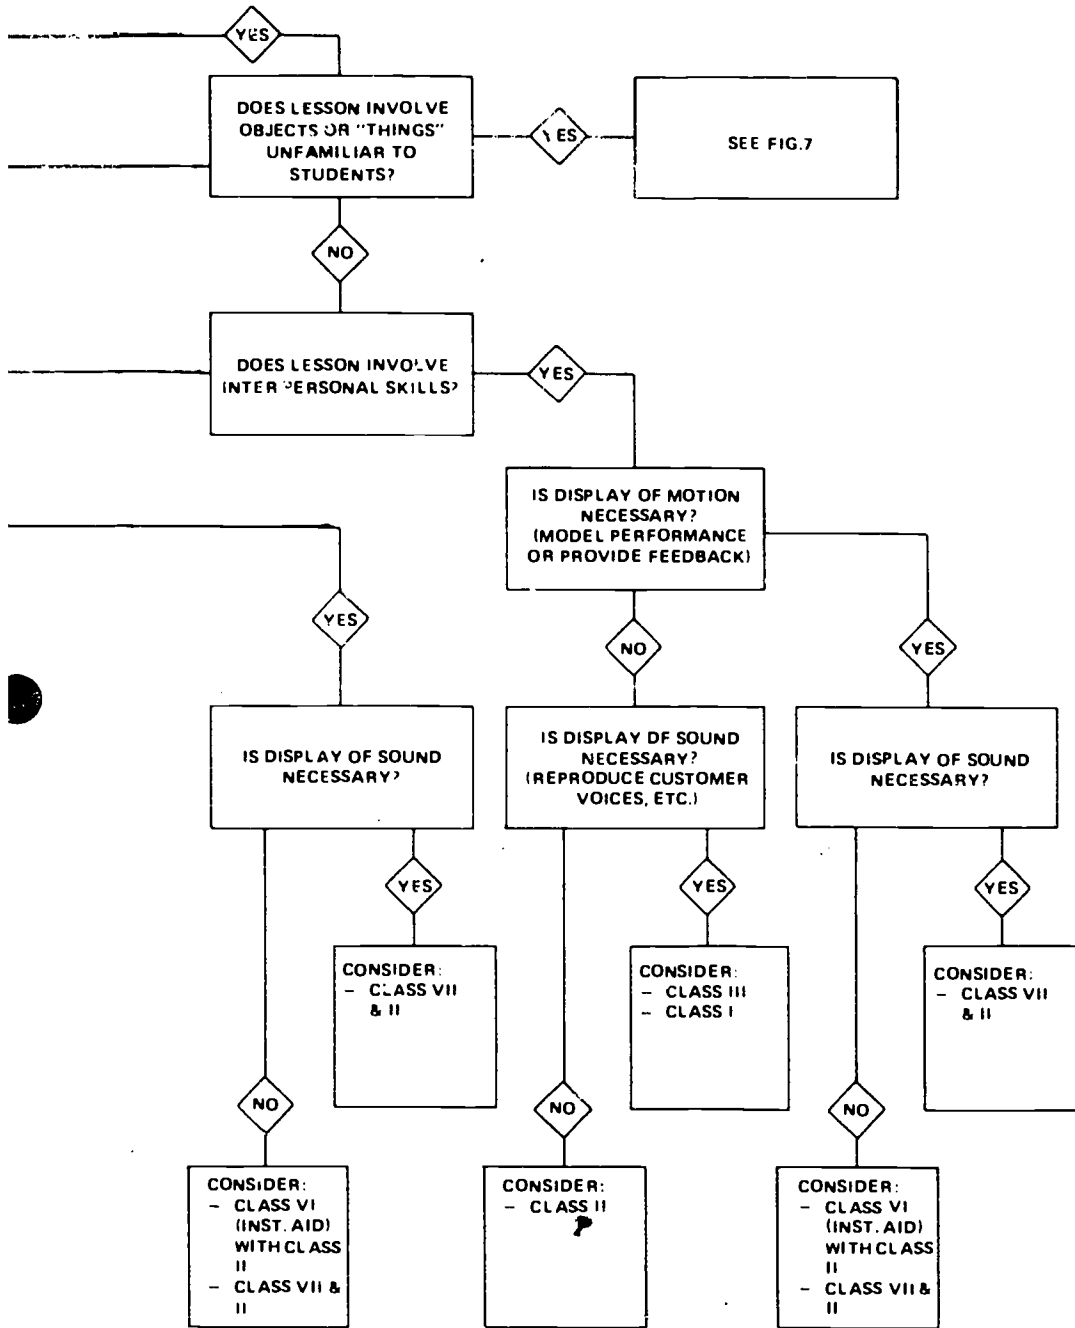 YES
DOES LESSON INVOLVE
OBJECTS OR "THINGS"
UNFAMILIAR TO
STUDENTS?
YES
SEE FIG.7
NO
DOES LESSON INVOLVE
INTERPERSONAL SKILLS?
YES
IS DISPLAY OF MOTION
NECESSARY?
(MODEL PERFORMANCE
OR PROVIDE FEEDBACK)
YES
NO
YES
IS DISPLAY OF SOUND
NECESSARY?
IS DISPLAY OF SOUND
NECESSARY?
(REPRODUCE CUSTOMER
VOICES, ETC.)
IS DISPLAY OF SOUND
NECESSARY?
YES
YES
YES
CONSIDER:
- CLASS VII
& II
CONSIDER:
- CLASS III
- CLASS I
CONSIDER:
- CLASS VII
& II
NO
NO
NO
CONSIDER:
- CLASS VI
(INST. AID)
WITH CLASS
II
- CLASS VII &
II
CONSIDER:
- CLASS II
CONSIDER:
- CLASS VI
(INST. AID)
WITH CLASS
II
- CLASS VII &
II